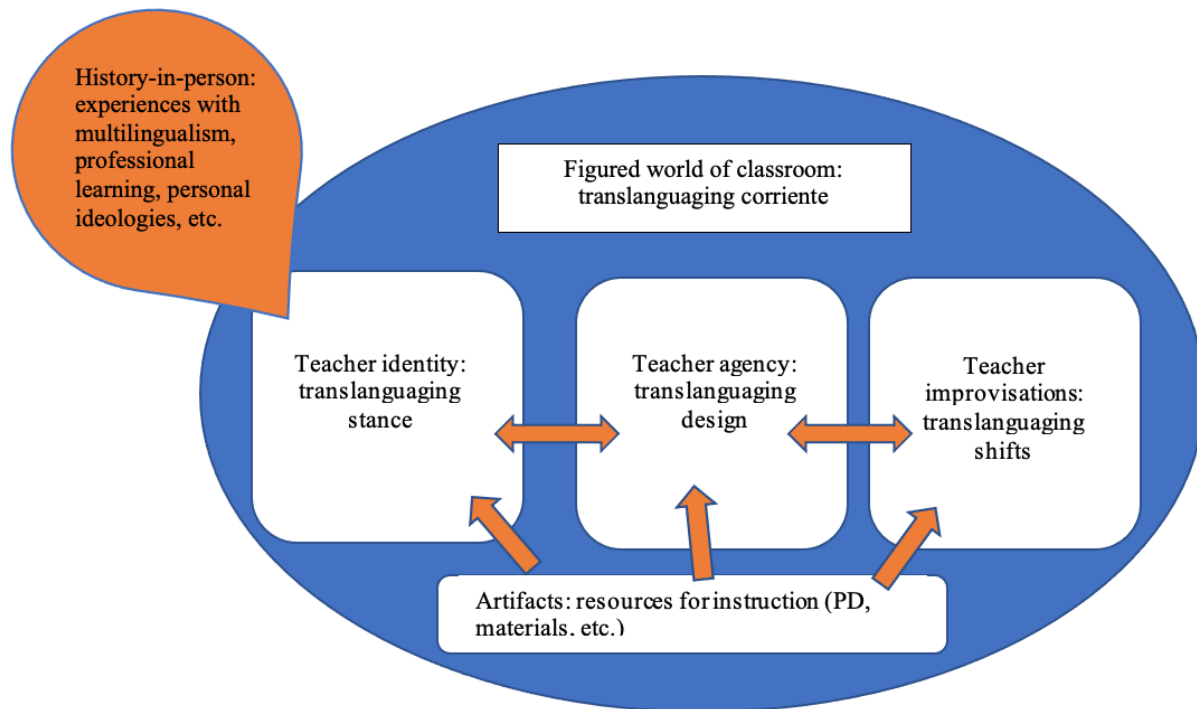 History-in-person:
experiences with
multilingualism,
professional
learning, personal
ideologies, etc.
Figured world of classroom:
translanguaging corriente
Teacher identity:
translanguaging
stance
Teacher agency:
translanguaging
design
Teacher
improvisations:
translanguaging
shifts
Artifacts: resources for instruction (PD,
materials, etc.)